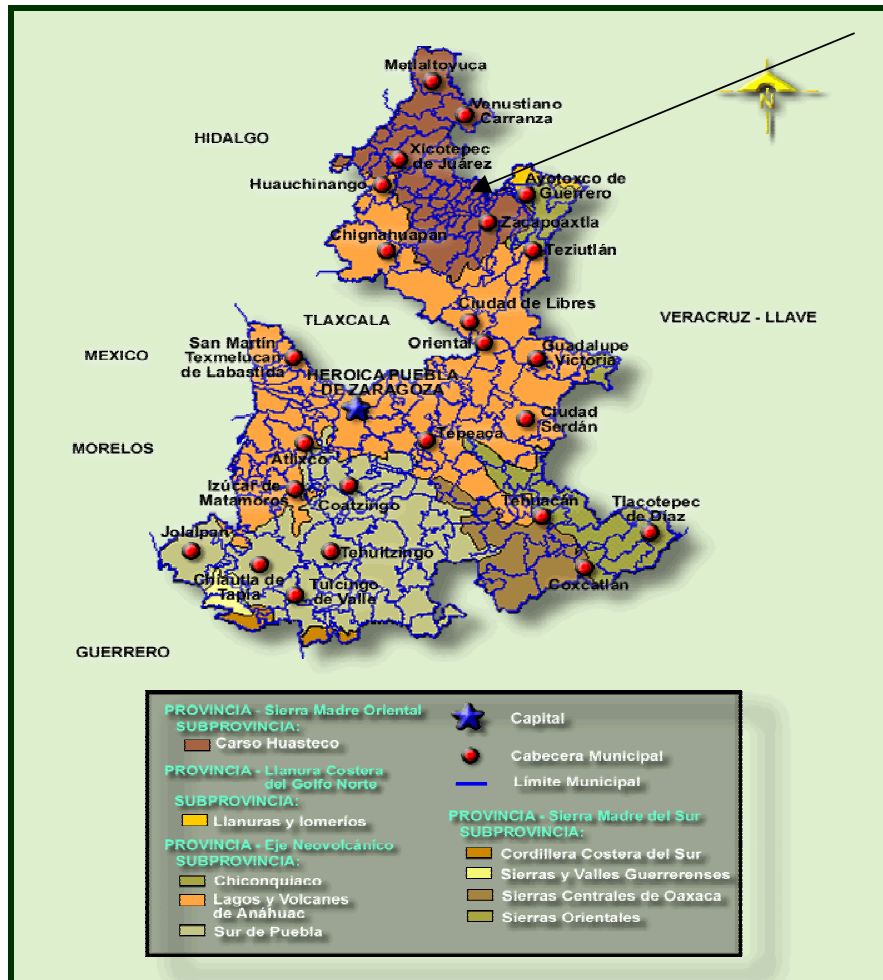 Metlaltoyuca
Venustiano
Carranza
HIDALGO
N
Xicotepec
de Juárez
Huauchinango
Ayotoxco de
Guerrero
Zacapoaxtla
Chignahuapan
Teziutlán
Ciudad de Libres
TLAXCALA
VERACRUZ - LLAVE
San Martín
Texmelucan
de Labastida
Oriental
Guadalupe
Victoria
MEXICO
HEROICA PUEBLA
DE ZARAGOZA
Ciudad
Serdán
Tepeaca
MORELOS
Atlixco
Izúcar de
Matamoros
Coatzingo
Tehuacán
Tlacotepec
de Díaz
Jolalpan
Tehuitzingo
Chiautla de
Tapia
Tulcingo
de Valle
Coxcatlán
GUERRERO
PROVINCIA - Sierra Madre Oriental
SUBPROVINCIA:
Carso Huasteco
PROVINCIA - Llanura Costera
del Golfo Norte
SUBPROVINCIA:
Llanuras y lomeríos
PROVINCIA - Eje Neovolcánico
SUBPROVINCIA:
Chiconquiaco
Lagos y Volcanes
de Anáhuac
Sur de Puebla
Capital
Cabecera Municipal
Límite Municipal
PROVINCIA - Sierra Madre del Sur
SUBPROVINCIA:
Cordillera Costera del Sur
Sierras y Valles Guerrerenses
Sierras Centrales de Oaxaca
Sierras Orientales